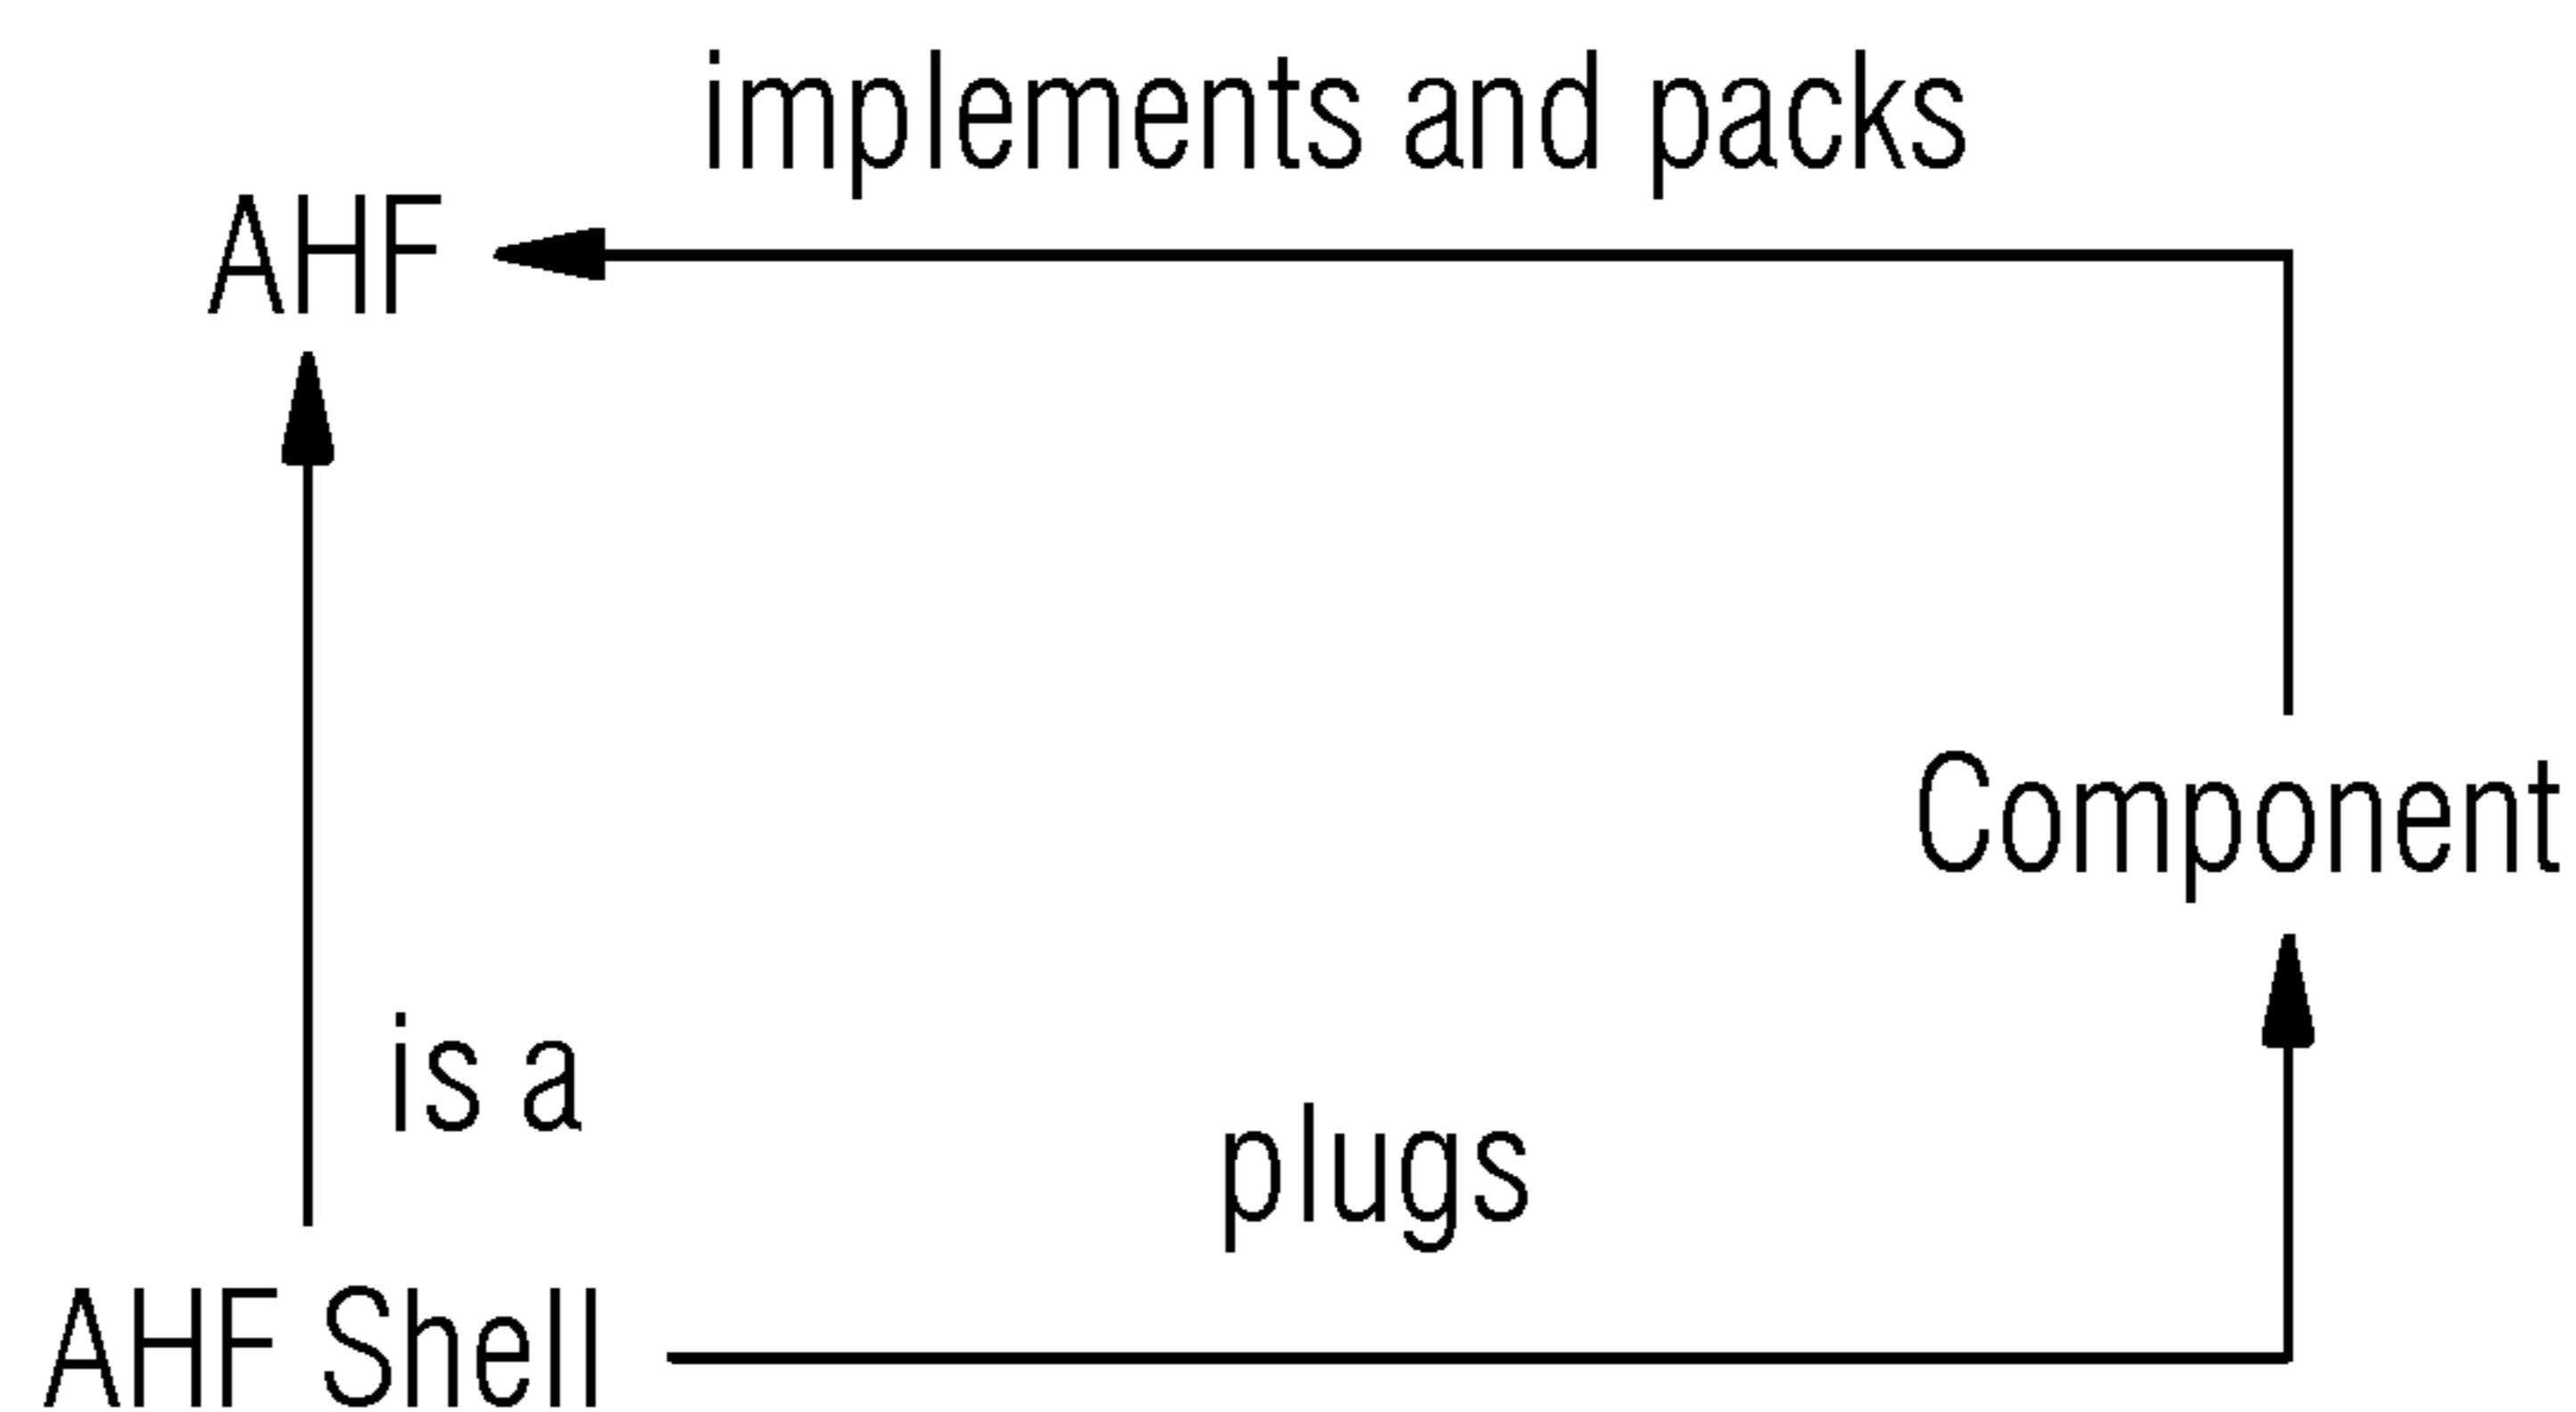 implements and packs
AHF
Component
is a
plugs
AHF Shell